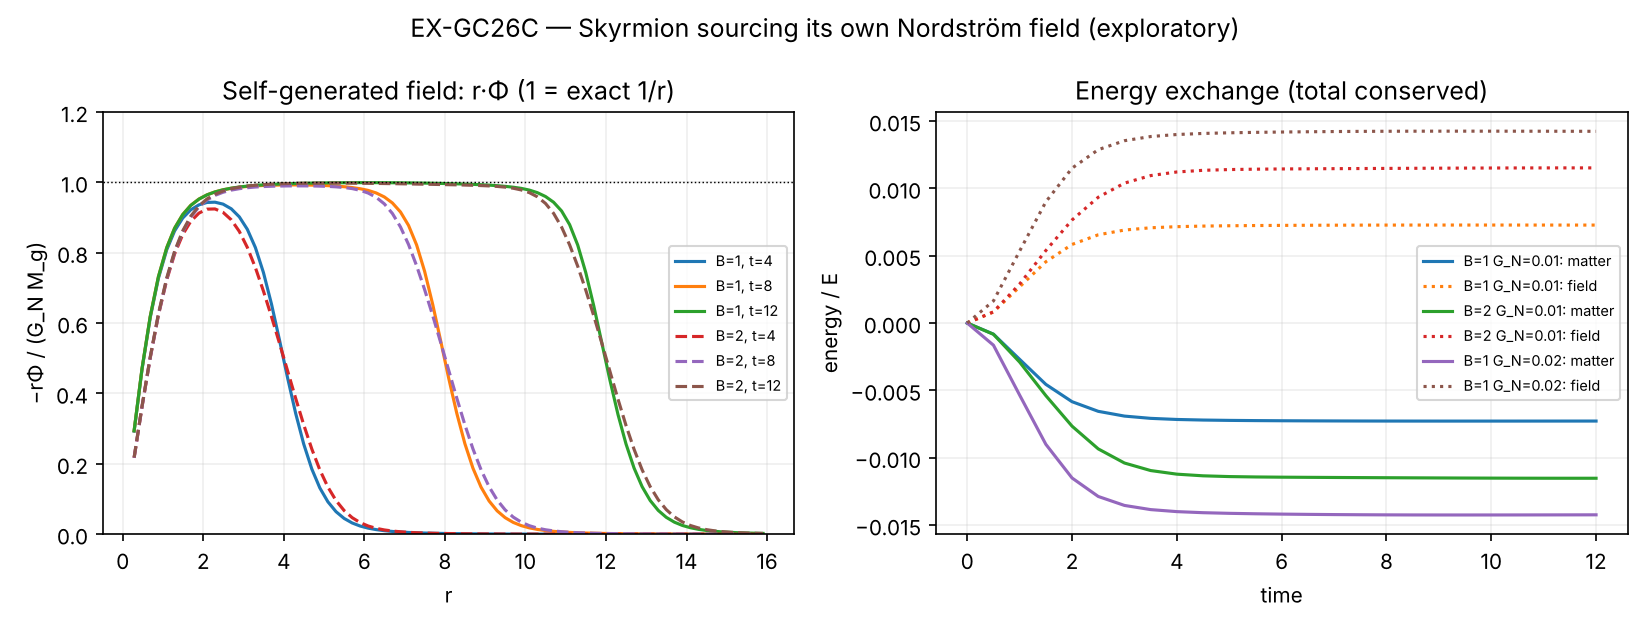 EX-GC26C — Skyrmion sourcing its own Nordström field (exploratory)
Self-generated field: r·Φ (1 = exact 1/r)
−rΦ / (G_N M_g)
1.2
1.0
0.8
0.6
0.4
0.2
0.0
0 2 4 6 8 10 12 14 16
r
B=1, t=4
B=1, t=8
B=1, t=12
B=2, t=4
B=2, t=8
B=2, t=12
Energy exchange (total conserved)
energy / E
0.015
0.010
0.005
0.000
−0.005
−0.010
−0.015
0 2 4 6 8 10 12
time
B=1 G_N=0.01: matter
B=1 G_N=0.01: field
B=2 G_N=0.01: matter
B=2 G_N=0.01: field
B=1 G_N=0.02: matter
B=1 G_N=0.02: field